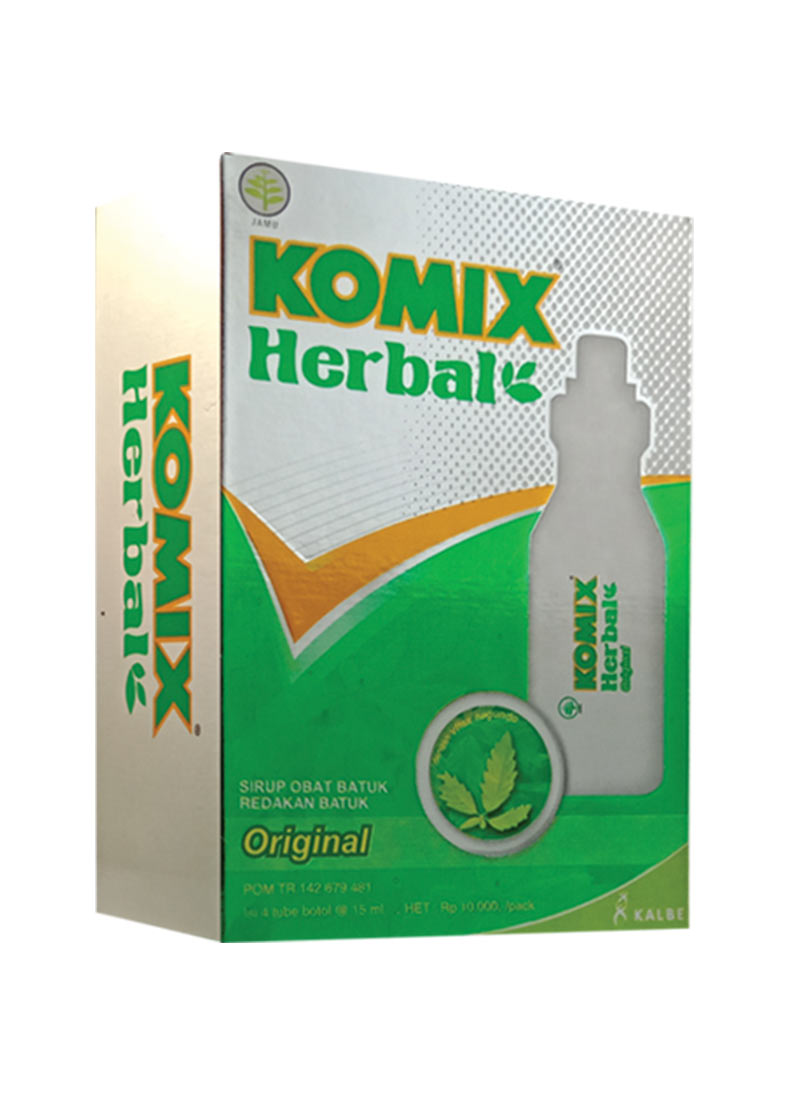 JAMU
KOMIX®
Herbal
KOMIX®
Herbal
KOMIX
Herbal
Original
SIRUP OBAT BATUK
REDAKAN BATUK
Original
POM TR 142 679 481
4 tube botol @ 15 ml , HET : Rp 10.000, /pack
KALBE